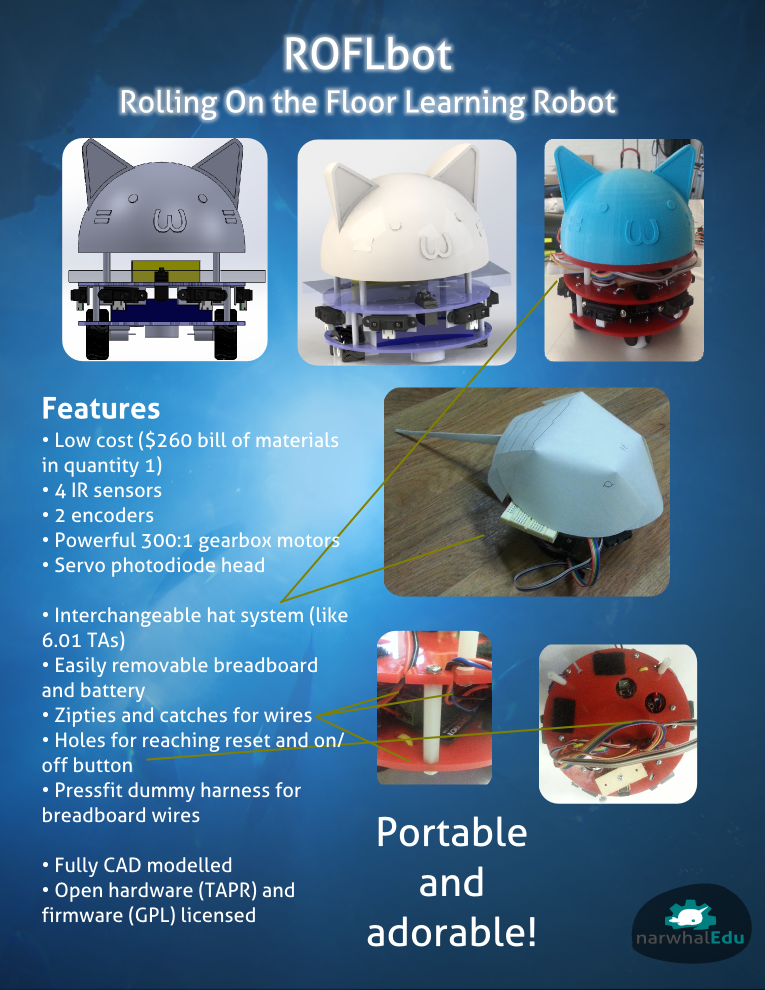 ROFLbot
Rolling On the Floor Learning Robot
Features
• Low cost ($260 bill of materials
in quantity 1)
• 4 IR sensors
• 2 encoders
• Powerful 300:1 gearbox motors
• Servo photodiode head
• Interchangeable hat system (like
6.01 TAs)
• Easily removable breadboard
and battery
• Zipties and catches for wires
• Holes for reaching reset and on/
off button
• Pressfit dummy harness for
breadboard wires
• Fully CAD modelled
• Open hardware (TAPR) and
firmware (GPL) licensed
Portable
and
adorable!
narwhalEdu